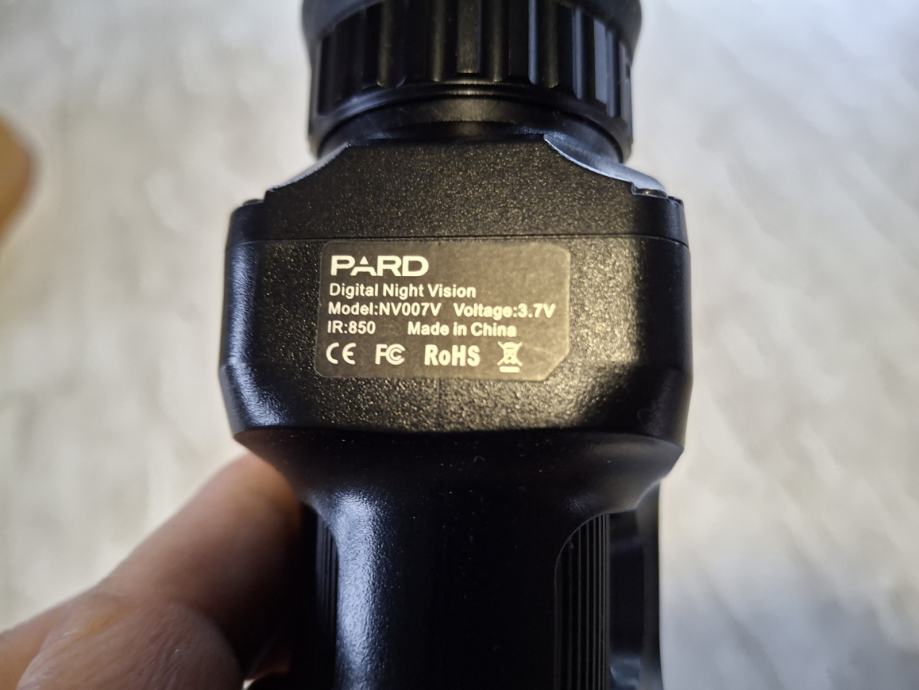 PARD
Digital Night Vision
Model:NV007V Voltage:3.7V
IR:850 Made in China
CE FC RoHS